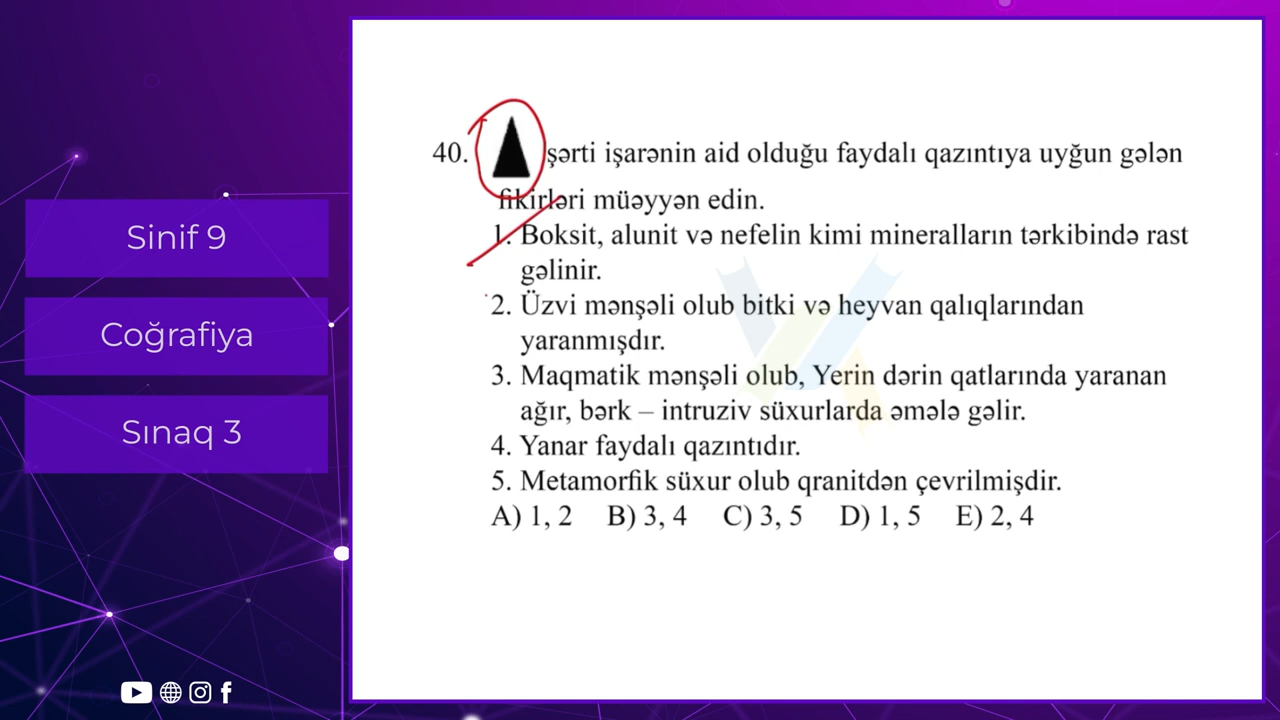 Sinif 9
Coğrafiya
Sınaq 3
40. şərti işarənin aid olduğu faydalı qazıntıya uyğun gələn
fikirləri müəyyən edin.
1. Boksit, alunit və nefelin kimi mineralların tərkibində rast
gəlinir.
2. Üzvi mənşəli olub bitki və heyvan qalıqlarından
yaranmışdır.
3. Maqmatik mənşəli olub, Yerin dərin qatlarında yaranan
ağır, bərk – intruziv süxurlarda əmələ gəlir.
4. Yanar faydalı qazıntıdır.
5. Metamorfik süxur olub qranitdən çevrilmişdir.
A) 1, 2 B) 3, 4 C) 3, 5 D) 1, 5 E) 2, 4